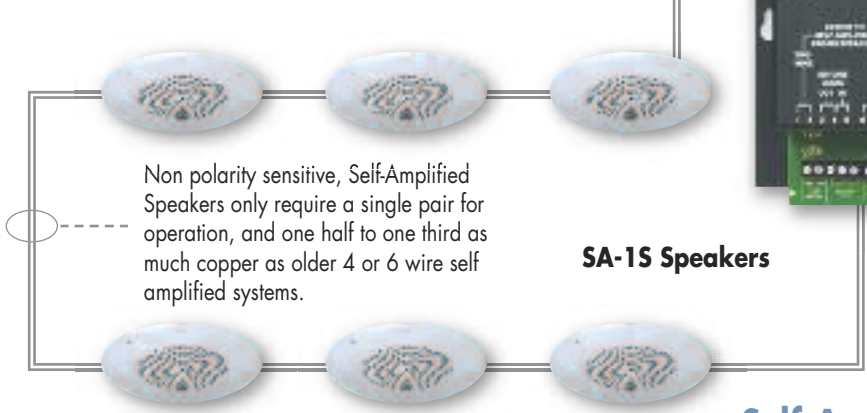 Non polarity sensitive, Self-Amplified
Speakers only require a single pair for
operation, and one half to one third as
much copper as older 4 or 6 wire self
amplified systems.
SA-1S Speakers